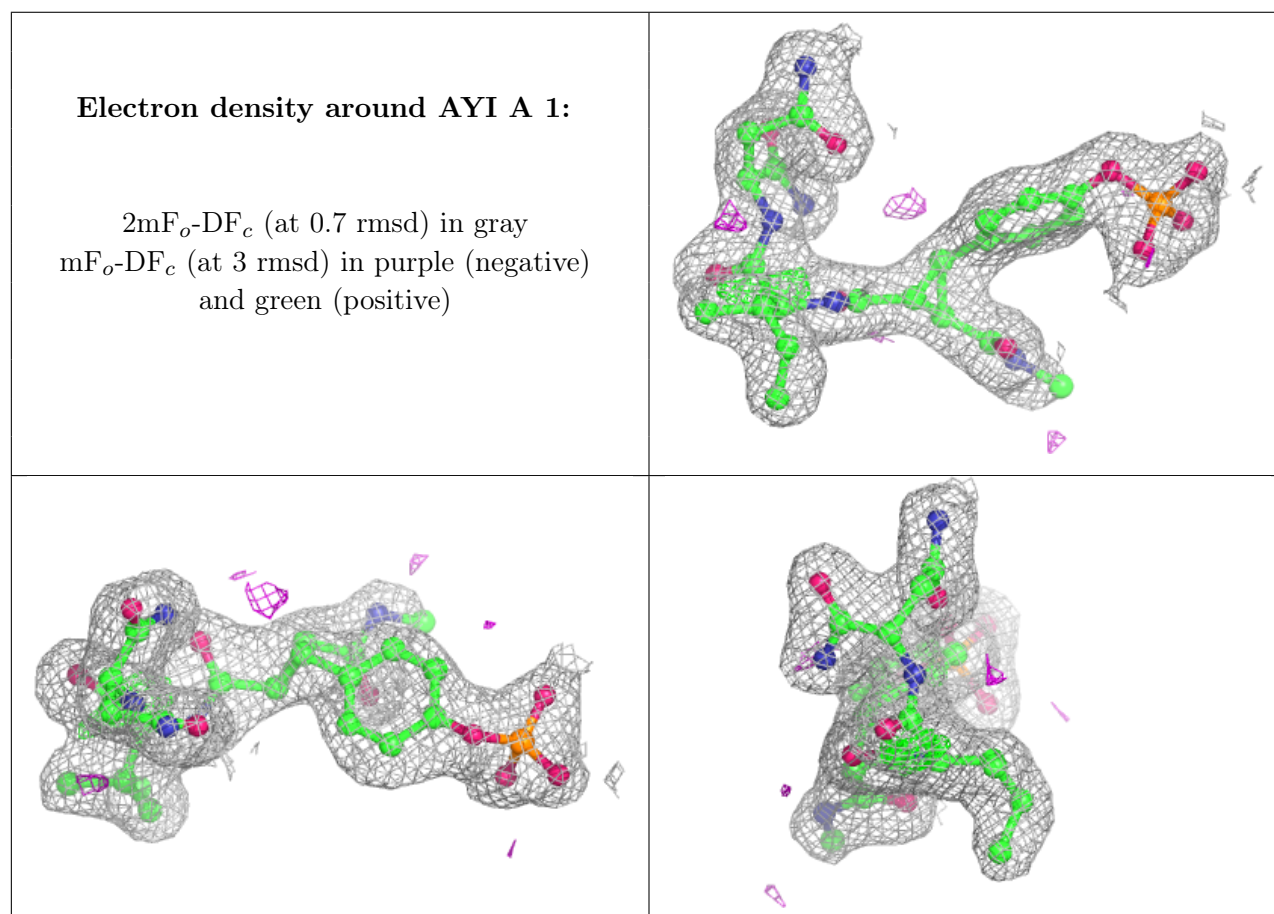 Electron density around AYI A 1:
2mFₒ-DF𝒸 (at 0.7 rmsd) in gray
mFₒ-DF𝒸 (at 3 rmsd) in purple (negative)
and green (positive)